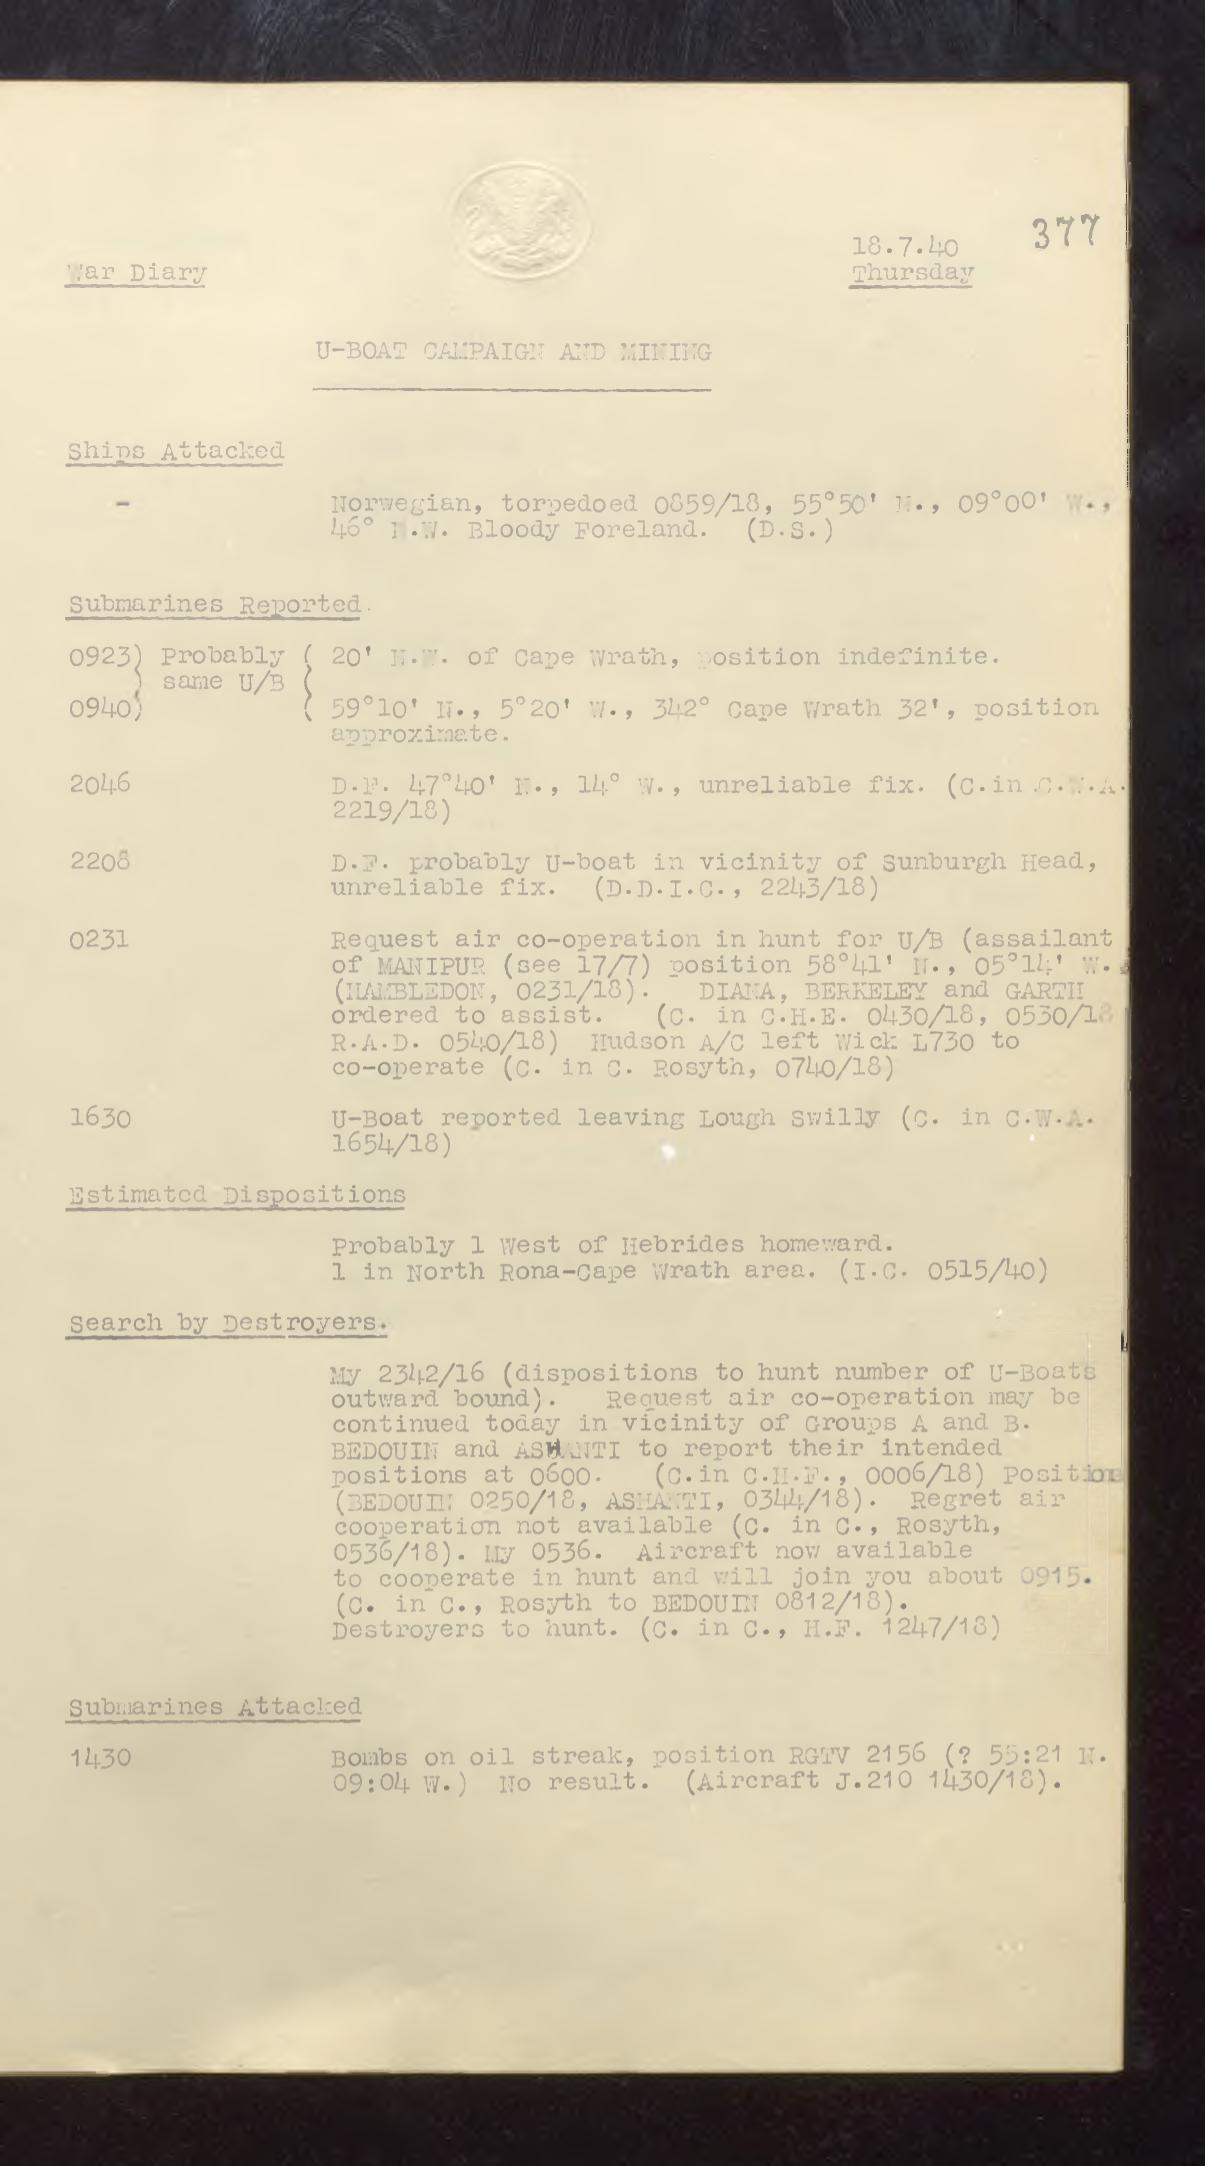 377
18.7.40
War Diary
Thursday
U-BOAT CAMPAIGN AND MINING
Ships Attacked
- Norwegian, torpedoed 0859/18, 55°50' N., 09°00' W.,
46° N.W. Bloody Foreland. (D.S.)
Submarines Reported.
0923) Probably ( 20' N.W. of Cape Wrath, position indefinite.
) same U/B (
0940) ( 59°10' N., 5°20' W., 342° Cape Wrath 32', position
approximate.
2046 D.F. 47°40' N., 14° W., unreliable fix. (C.in C.W.A.
2219/18)
2208 D.F. probably U-boat in vicinity of Sunburgh Head,
unreliable fix. (D.D.I.C., 2243/18)
0231 Request air co-operation in hunt for U/B (assailant
of MANIPUR (see 17/7) position 58°41' N., 05°14' W.
(HAMBLEDON, 0231/18). DIANA, BERKELEY and GARTH
ordered to assist. (C. in C.H.F. 0430/18, 0530/18
R.A.D. 0540/18) Hudson A/C left Wick L730 to
co-operate (C. in C. Rosyth, 0740/18)
1630 U-Boat reported leaving Lough Swilly (C. in C.W.A.
1654/18)
Estimated Dispositions
Probably 1 West of Hebrides homeward.
1 in North Rona-Cape Wrath area. (I.C. 0515/40)
Search by Destroyers.
My 2342/16 (dispositions to hunt number of U-Boats
outward bound). Request air co-operation may be
continued today in vicinity of Groups A and B.
BEDOUIN and ASHANTI to report their intended
positions at 0600. (C.in C.H.F., 0006/18) Positions
(BEDOUIN 0250/18, ASHANTI, 0344/18). Regret air
cooperation not available (C. in C., Rosyth,
0536/18). My 0536. Aircraft now available
to cooperate in hunt and will join you about 0915.
(C. in C., Rosyth to BEDOUIN 0812/18).
Destroyers to hunt. (C. in C., H.F. 1247/18)
Submarines Attacked
1430 Bombs on oil streak, position RGTV 2156 (? 55:21 N.
09:04 W.) No result. (Aircraft J.210 1430/18).